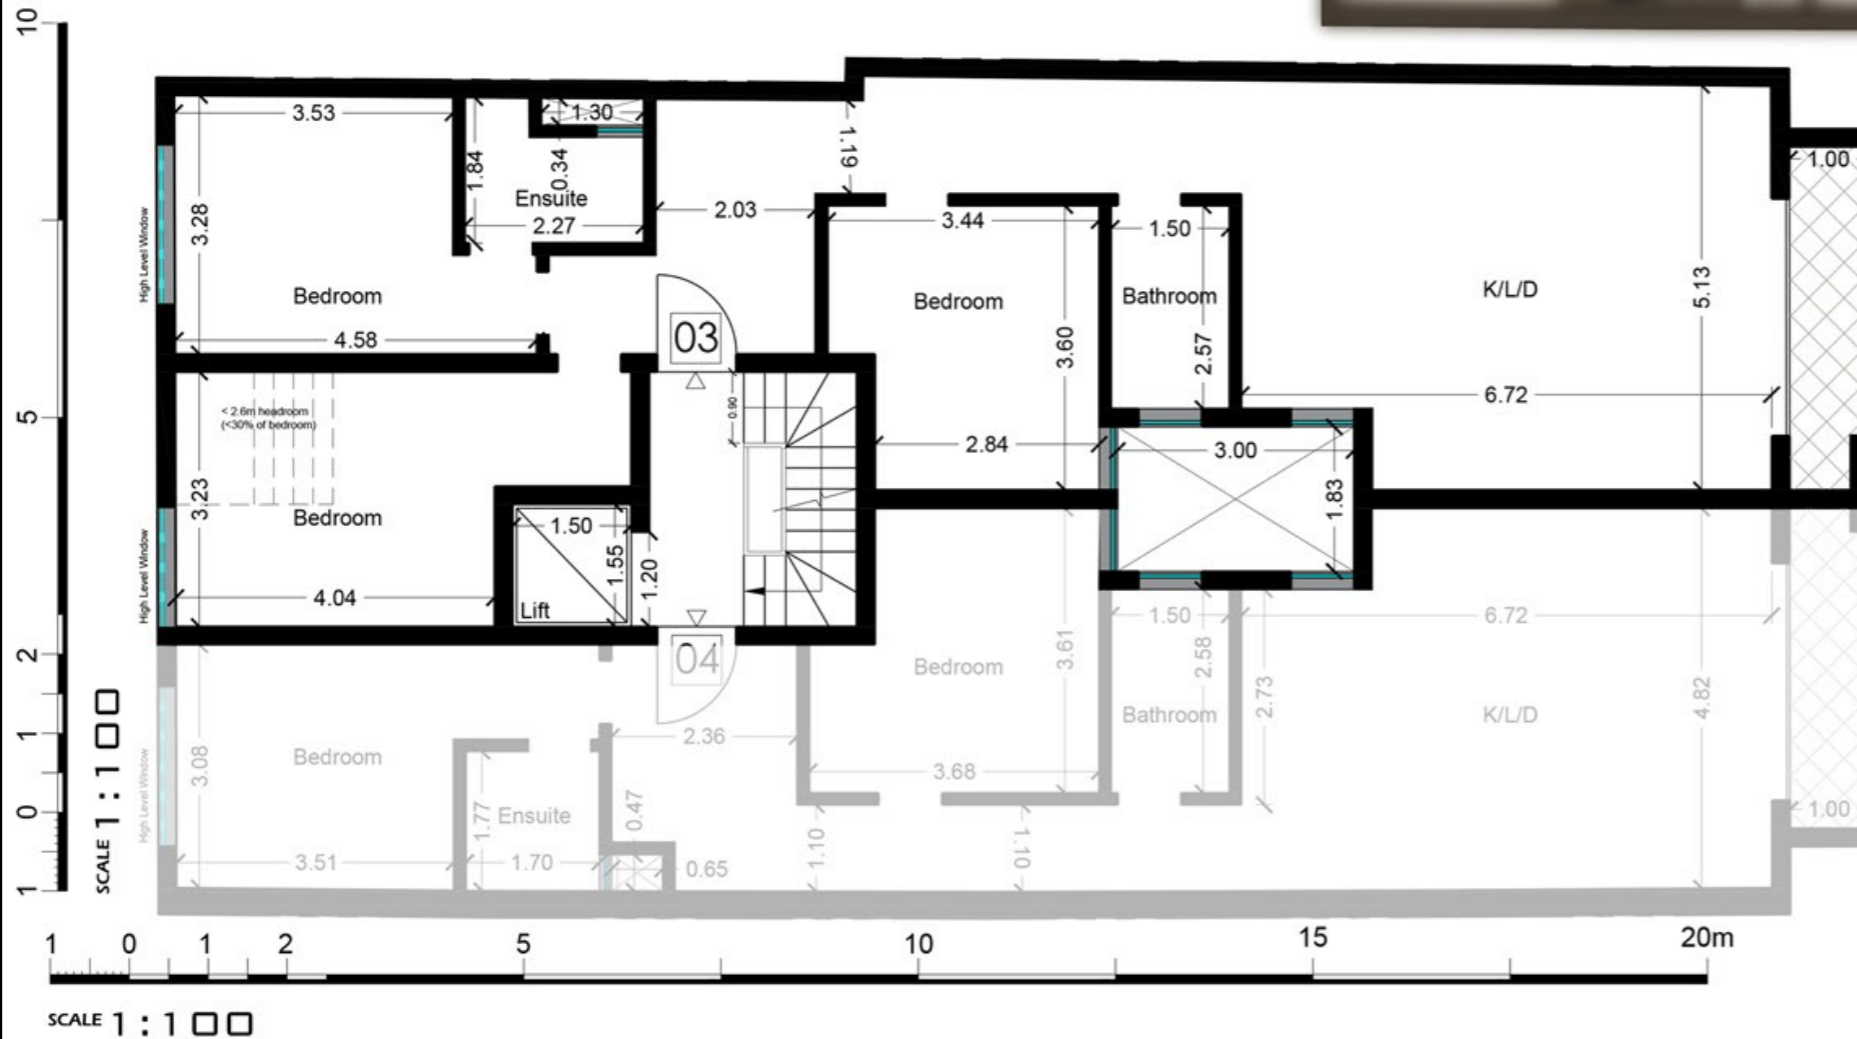 10
3.53
1.30
1.84
0.34
1.19
1.00
3.28
Ensuite
2.27
2.03
3.44
1.50
High Level Window
Bedroom
Bedroom
Bathroom
K/L/D
5.13
4.58
03
3.60
2.57
6.72
5
< 2.6m headroom
(<30% of bedroom)
0.90
2.84
3.00
3.23
Bedroom
1.83
1.50
1.55
1.20
High Level Window
4.04
Lift
2
04
1.50
6.72
Bedroom
3.61
2.58
2.73
4.82
1
3.08
High Level Window
Bedroom
2.36
Bathroom
K/L/D
3.68
0
1.77
Ensuite
0.47
1.10
1.10
1.00
3.51
1.70
0.65
1
SCALE 1:100
1 0 1 2 5 10 15 20m
SCALE 1:100